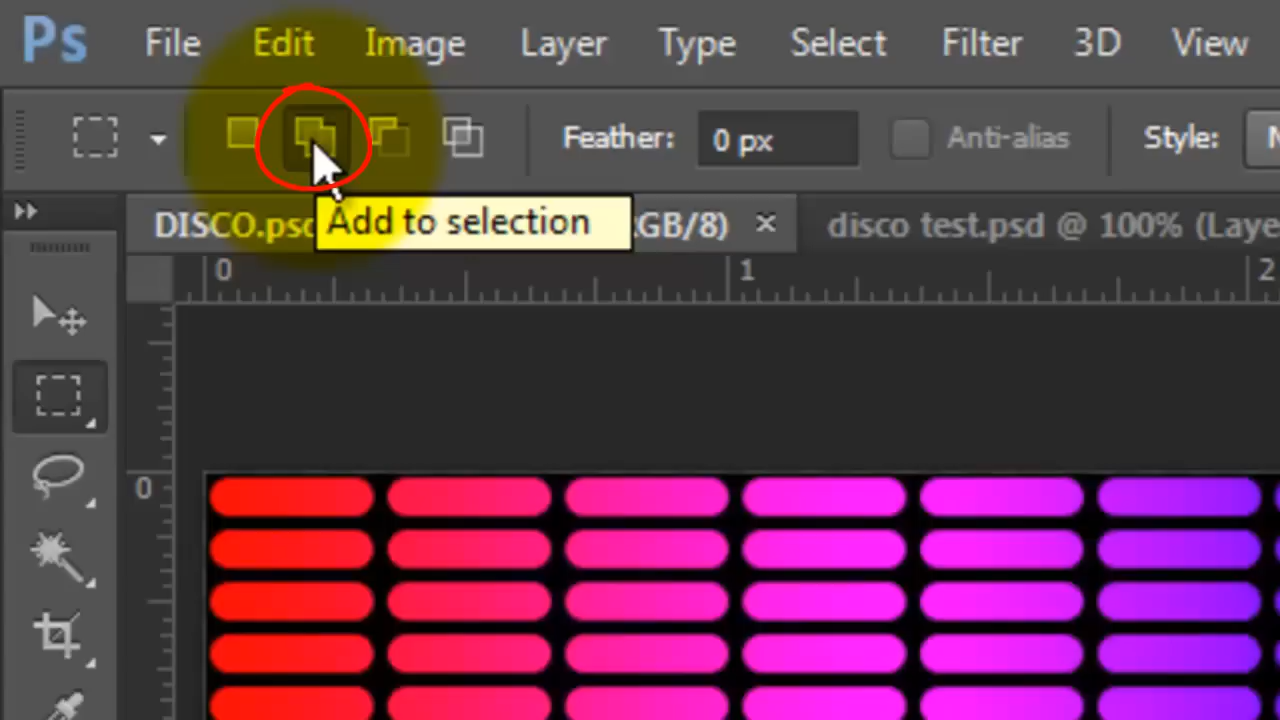 Ps File Edit Image Layer Type Select Filter 3D View
Feather: 0 px Anti-alias Style:
DISCO.psd RGB/8) × disco test.psd @ 100% (Laye
Add to selection
0 1 2
0